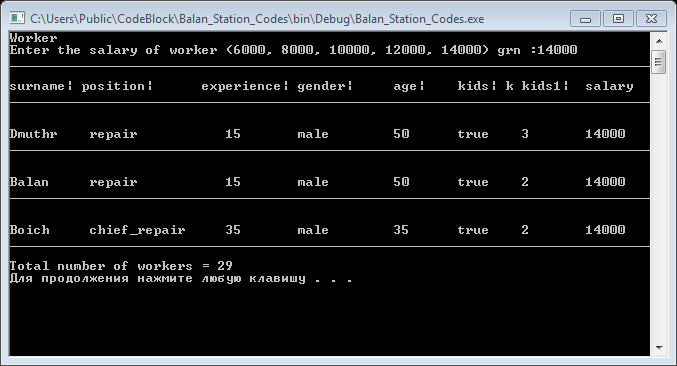 C:\Users\Public\CodeBlock\Balan_Station_Codes\bin\Debug\Balan_Station_Codes.exe
Worker
Enter the salary of worker (6000, 8000, 10000, 12000, 14000) grn :14000
surname¦ position¦ experience¦ gender¦ age¦ kids¦ k kids1¦ salary
Dmuthr repair 15 male 50 true 3 14000
Balan repair 15 male 50 true 2 14000
Boich chief_repair 35 male 35 true 2 14000
Total number of workers = 29
Для продолжения нажмите любую клавишу . . .